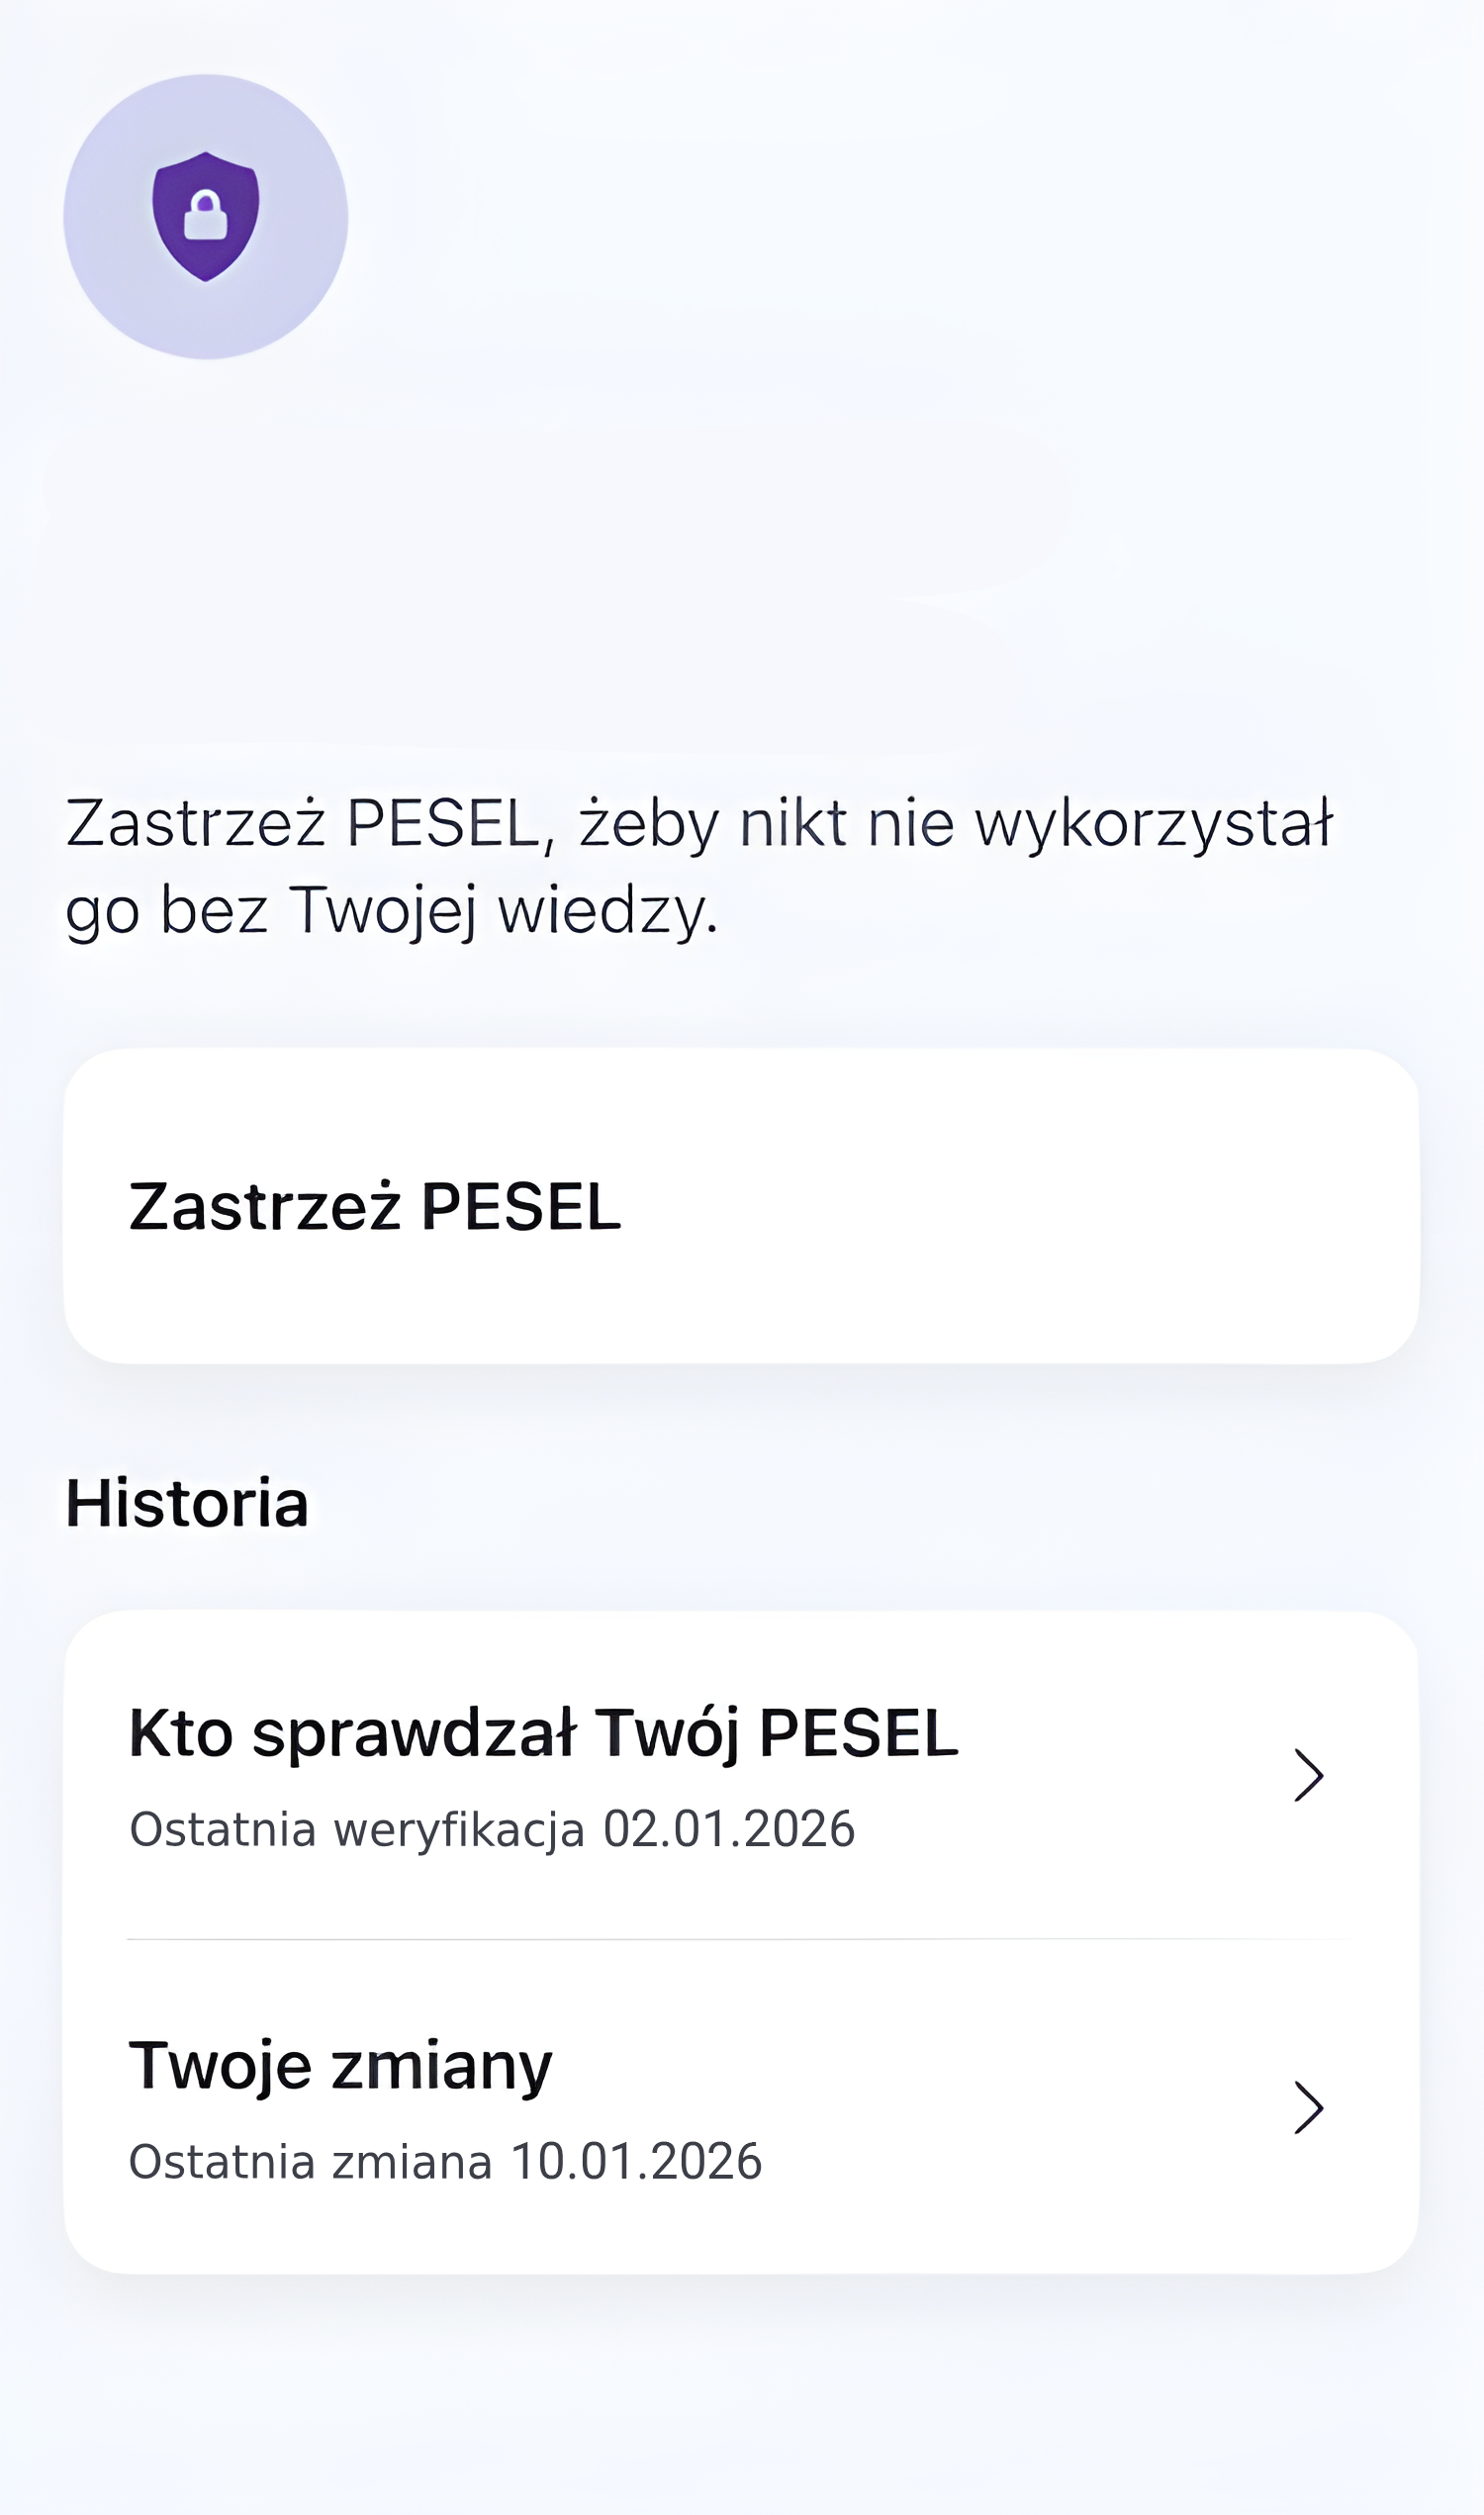 Zastrzeż PESEL, żeby nikt nie wykorzystał
go bez Twojej wiedzy.
Zastrzeż PESEL
Historia
Kto sprawdzał Twój PESEL
Ostatnia weryfikacja 02.01.2026
Twoje zmiany
Ostatnia zmiana 10.01.2026